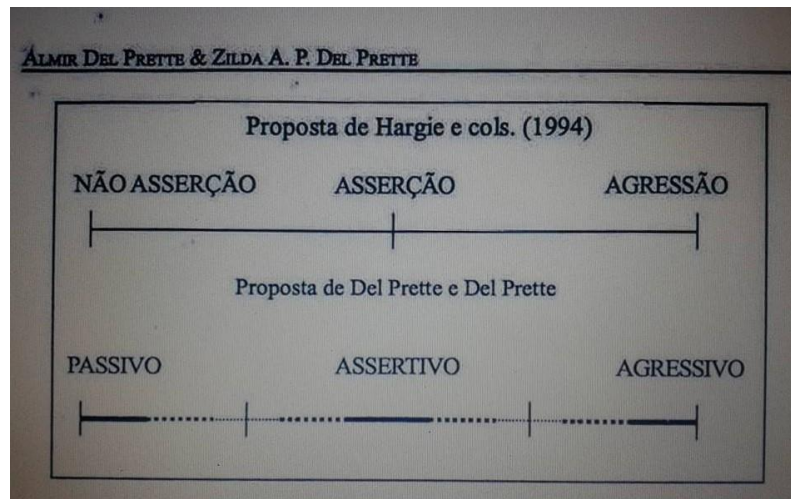 ALMIR DEL PRETTE & ZILDA A. P. DEL PRETTE
Proposta de Hargie e cols. (1994)
NÃO ASSERÇÃO ASSERÇÃO AGRESSÃO
Proposta de Del Prette e Del Prette
PASSIVO ASSERTIVO AGRESSIVO